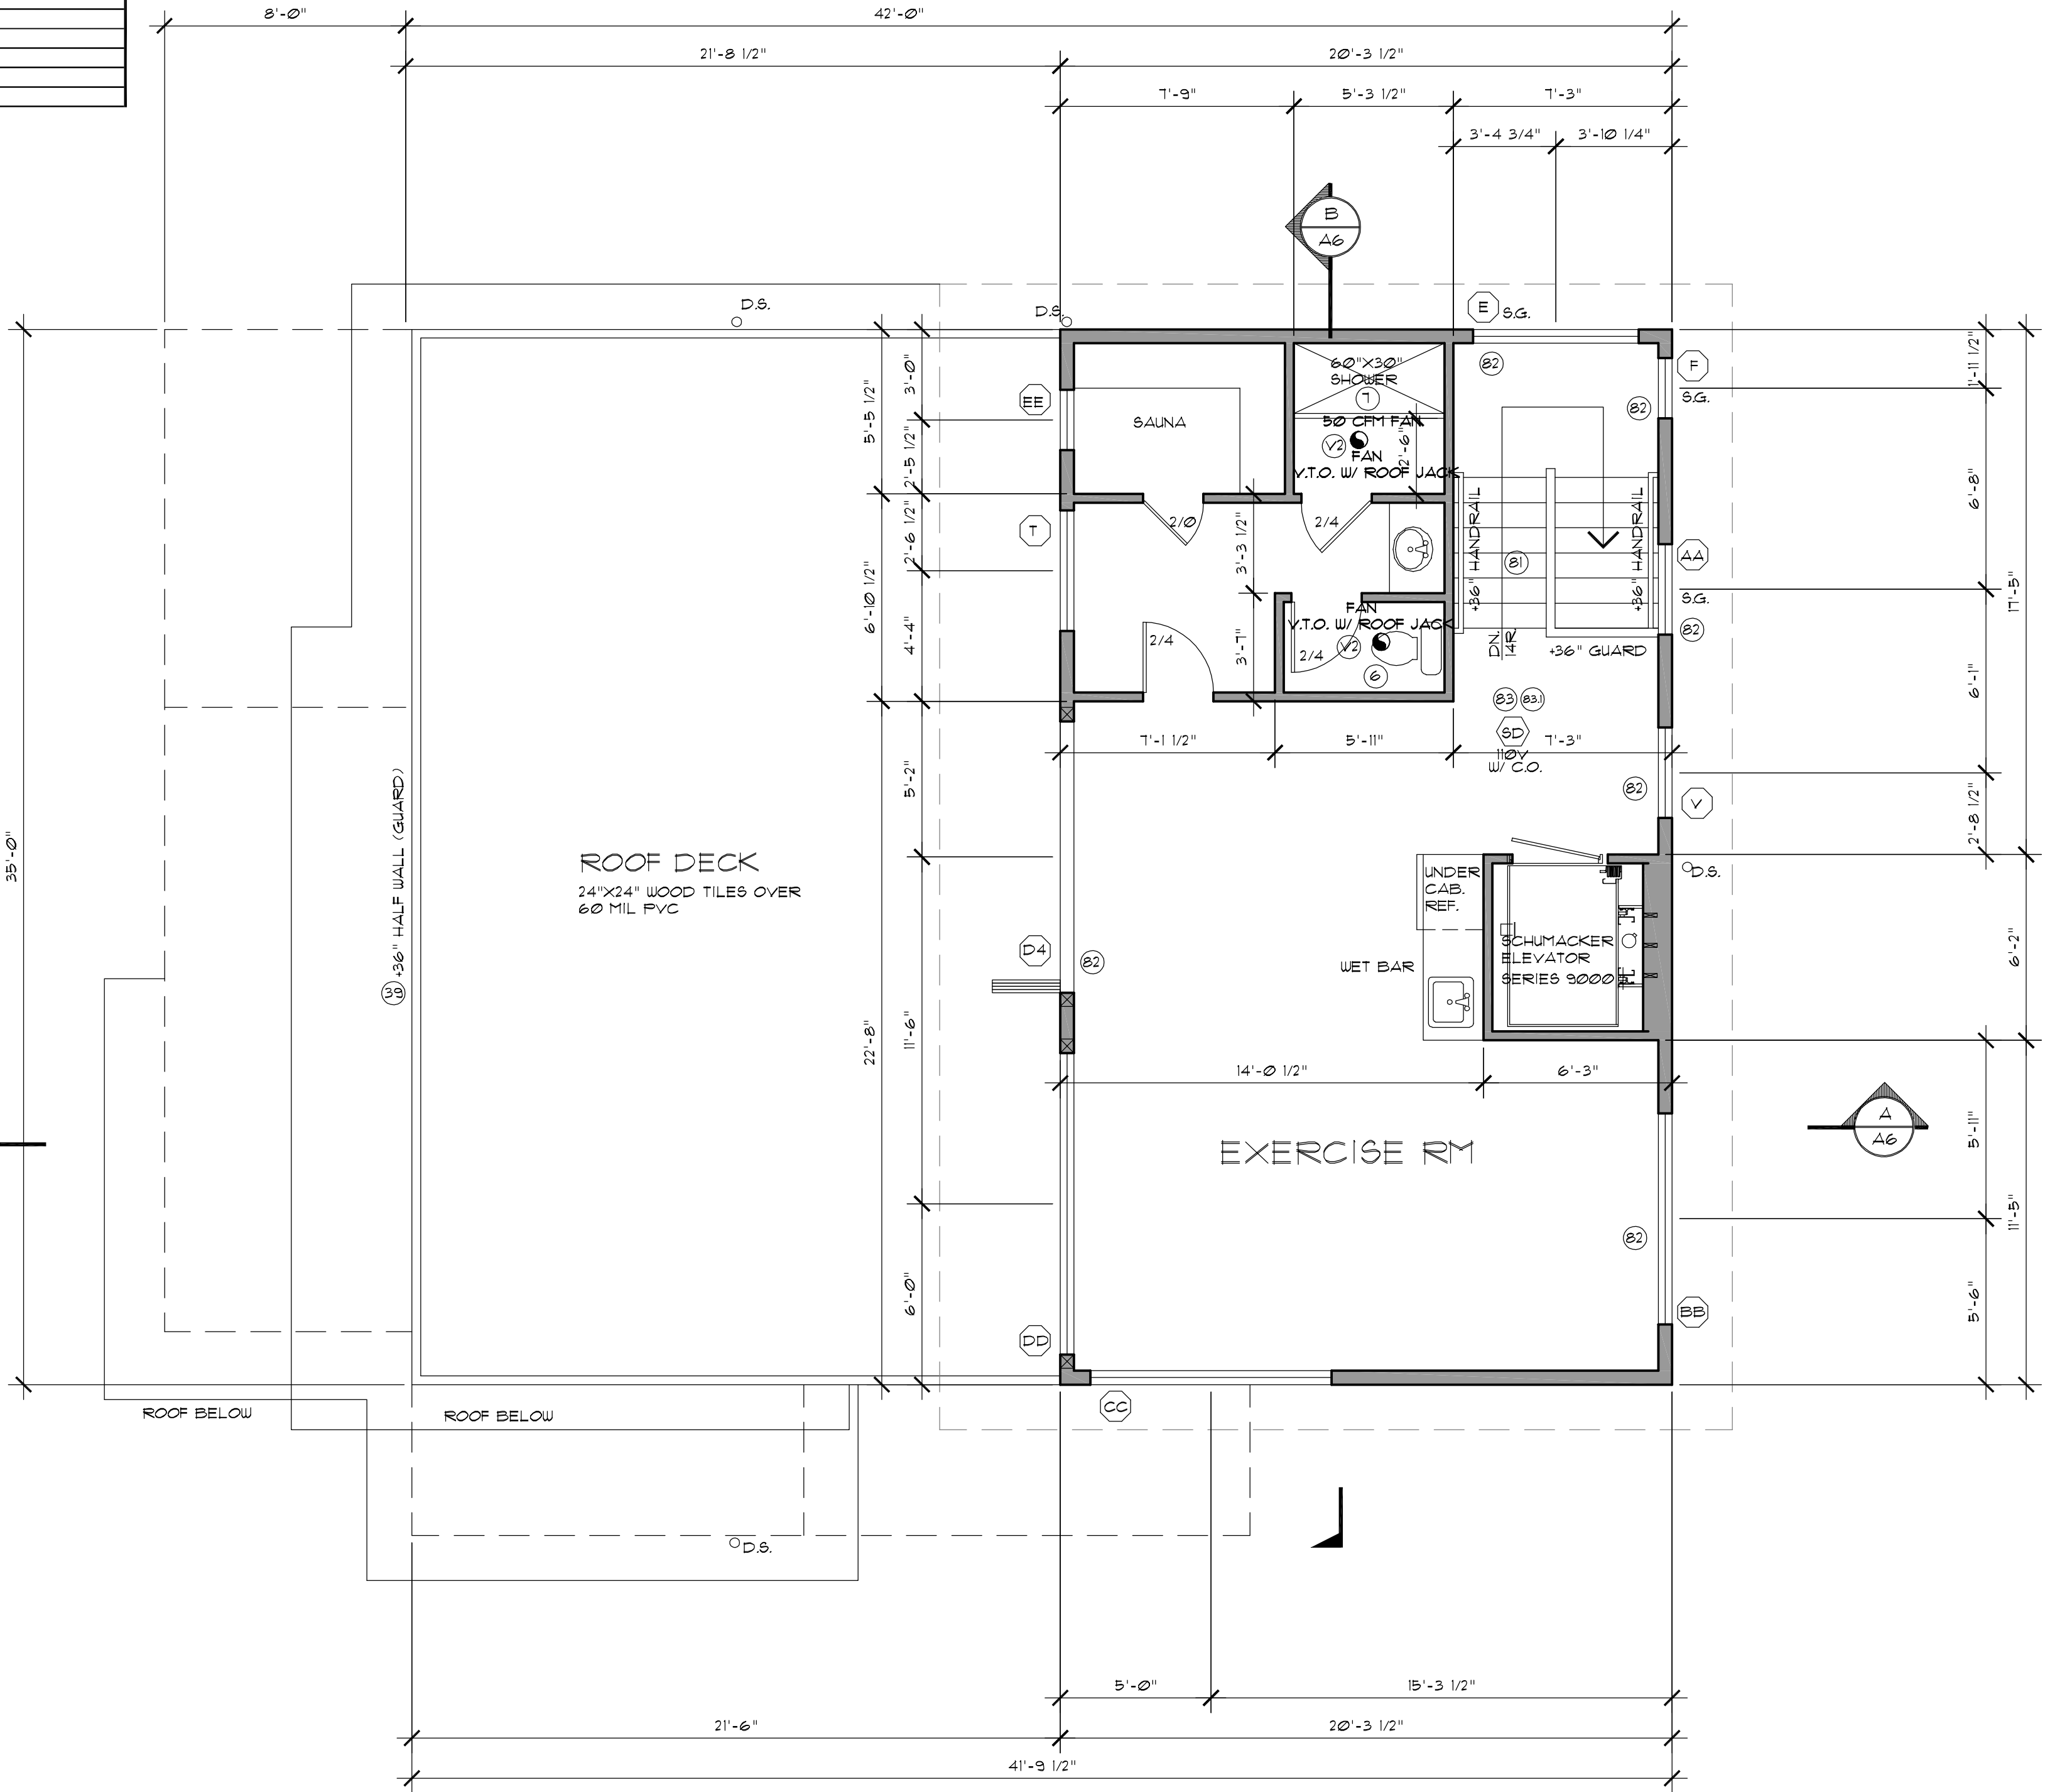 8'-0"
42'-0"
21'-8 1/2"
20'-3 1/2"
7'-9"
5'-3 1/2"
7'-3"
3'-4 3/4"
3'-10 1/4"
B
A6
D.S.
D.S.
E
S.G.
82
F
S.G.
82
1'-11 1/2"
60"X30"
SHOWER
7
50 CFM FAN
V2
FAN
V.T.O. W/ ROOF JACK
2'-6"
EE
SAUNA
3'-0"
5'-5 1/2"
2'-5 1/2"
2'-6 1/2"
T
2/0
2/4
3'-3 1/2"
+36" HANDRAIL
+36" HANDRAIL
81
AA
S.G.
82
6'-8"
17'-5"
6'-10 1/2"
4'-4"
2/4
3'-7"
FAN
V.T.O. W/ ROOF JACK
V2
2/4
6
DN.
14R
+36" GUARD
83
83.1
SD
110V
W/ C.O.
6'-1"
7'-1 1/2"
5'-11"
7'-3"
5'-2"
82
V
2'-8 1/2"
35'-0"
+36" HALF WALL (GUARD)
39
ROOF DECK
24"X24" WOOD TILES OVER
60 MIL PVC
UNDER
CAB.
REF.
D.S.
D4
82
WET BAR
SCHUMACKER
ELEVATOR
SERIES 9000
6'-2"
22'-8"
11'-6"
14'-0 1/2"
6'-3"
EXERCISE RM
A
A6
5'-11"
11'-5"
82
6'-0"
5'-6"
DD
BB
CC
ROOF BELOW
ROOF BELOW
D.S.
5'-0"
15'-3 1/2"
21'-6"
20'-3 1/2"
41'-9 1/2"